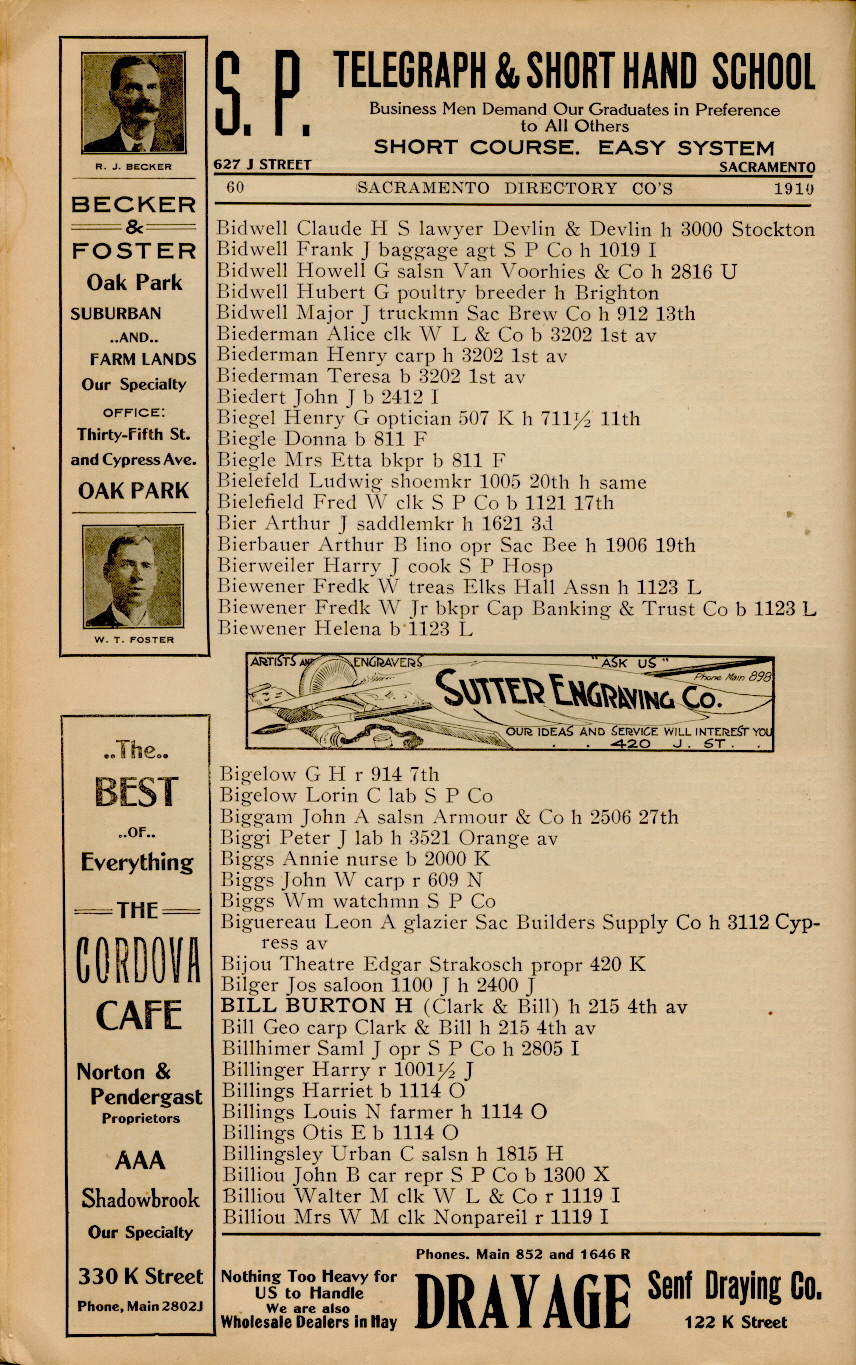 S. P.
TELEGRAPH & SHORT HAND SCHOOL
Business Men Demand Our Graduates in Preference
to All Others
SHORT COURSE. EASY SYSTEM
627 J STREET SACRAMENTO
60 SACRAMENTO DIRECTORY CO'S 1910
R. J. BECKER
BECKER
&
FOSTER
Oak Park
SUBURBAN
..AND..
FARM LANDS
Our Specialty
OFFICE:
Thirty-Fifth St.
and Cypress Ave.
OAK PARK
W. T. FOSTER
Bidwell Claude H S lawyer Devlin & Devlin h 3000 Stockton
Bidwell Frank J baggage agt S P Co h 1019 I
Bidwell Howell G salsn Van Voorhies & Co h 2816 U
Bidwell Hubert G poultry breeder h Brighton
Bidwell Major J truckmn Sac Brew Co h 912 13th
Biederman Alice clk W L & Co b 3202 1st av
Biederman Henry carp h 3202 1st av
Biederman Teresa b 3202 1st av
Biedert John J b 2412 I
Biegel Henry G optician 507 K h 711½ 11th
Biegle Donna b 811 F
Biegle Mrs Etta bkpr b 811 F
Bielefeld Ludwig shoemkr 1005 20th h same
Bielefield Fred W clk S P Co b 1121 17th
Bier Arthur J saddlemkr h 1621 3d
Bierbauer Arthur B lino opr Sac Bee h 1906 19th
Bierweiler Harry J cook S P Hosp
Biewener Fredk W treas Elks Hall Assn h 1123 L
Biewener Fredk W Jr bkpr Cap Banking & Trust Co b 1123 L
Biewener Helena b 1123 L
ARTISTS AND ENGRAVERS "ASK US"
Phone Main 898
SUTTER ENGRAVING CO.
OUR IDEAS AND SERVICE WILL INTEREST YOU
. . 420 J. ST. .
..The..
BEST
..OF..
Everything
THE
CORDOVA
CAFE
Norton &
Pendergast
Proprietors
AAA
Shadowbrook
Our Specialty
330 K Street
Phone, Main 2802J
Bigelow G H r 914 7th
Bigelow Lorin C lab S P Co
Biggam John A salsn Armour & Co h 2506 27th
Biggi Peter J lab h 3521 Orange av
Biggs Annie nurse b 2000 K
Biggs John W carp r 609 N
Biggs Wm watchmn S P Co
Biguereau Leon A glazier Sac Builders Supply Co h 3112 Cyp-
ress av
Bijou Theatre Edgar Strakosch propr 420 K
Bilger Jos saloon 1100 J h 2400 J
BILL BURTON H (Clark & Bill) h 215 4th av
Bill Geo carp Clark & Bill h 215 4th av
Billhimer Saml J opr S P Co h 2805 I
Billinger Harry r 1001½ J
Billings Harriet b 1114 O
Billings Louis N farmer h 1114 O
Billings Otis E b 1114 O
Billingsley Urban C salsn h 1815 H
Billiou John B car repr S P Co b 1300 X
Billiou Walter M clk W L & Co r 1119 I
Billiou Mrs W M clk Nonpareil r 1119 I
Phones. Main 852 and 1646 R
Nothing Too Heavy for
US to Handle
We are also
Wholesale Dealers in Hay
DRAYAGE
Senf Draying Co.
122 K Street